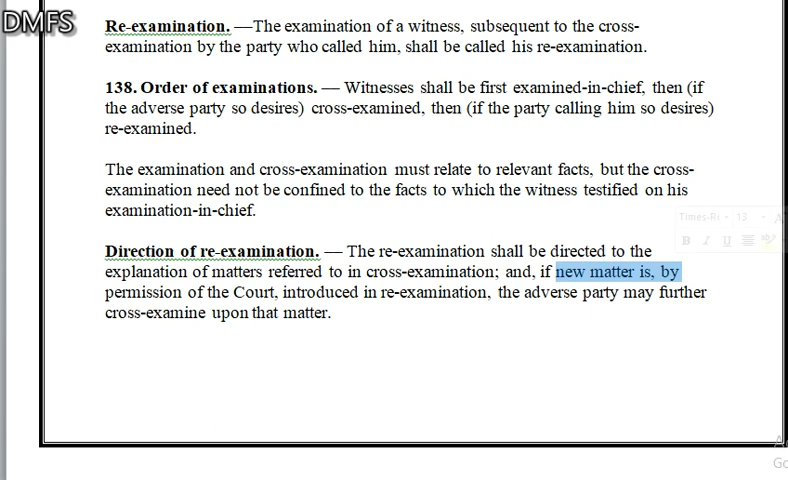 DMFS
Re-examination. —The examination of a witness, subsequent to the cross-
examination by the party who called him, shall be called his re-examination.
138. Order of examinations. — Witnesses shall be first examined-in-chief, then (if
the adverse party so desires) cross-examined, then (if the party calling him so desires)
re-examined.
The examination and cross-examination must relate to relevant facts, but the cross-
examination need not be confined to the facts to which the witness testified on his
examination-in-chief.
Direction of re-examination. — The re-examination shall be directed to the
explanation of matters referred to in cross-examination; and, if new matter is, by
permission of the Court, introduced in re-examination, the adverse party may further
cross-examine upon that matter.
Times-Ro 13
B I U